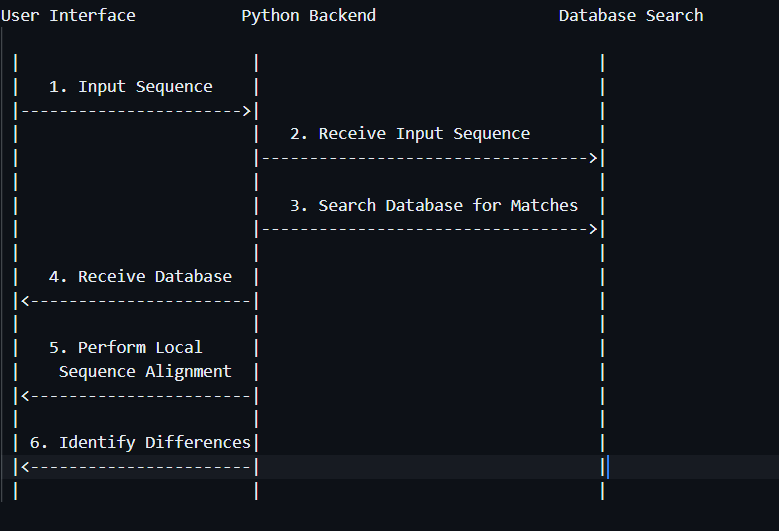 User Interface           Python Backend                   Database Search

 |                        |                                   |
 |   1. Input Sequence    |                                   |
 |----------------------->|                                   |
 |                        |   2. Receive Input Sequence       |
 |                        |---------------------------------->|
 |                        |                                   |
 |                        |   3. Search Database for Matches  |
 |                        |---------------------------------->|
 |                        |                                   |
 |   4. Receive Database  |                                   |
 |<-----------------------|                                   |
 |                        |                                   |
 |   5. Perform Local     |                                   |
 |    Sequence Alignment  |                                   |
 |<-----------------------|                                   |
 |                        |                                   |
 | 6. Identify Differences|                                   |
 |<-----------------------|                                   |
 |                        |                                   |